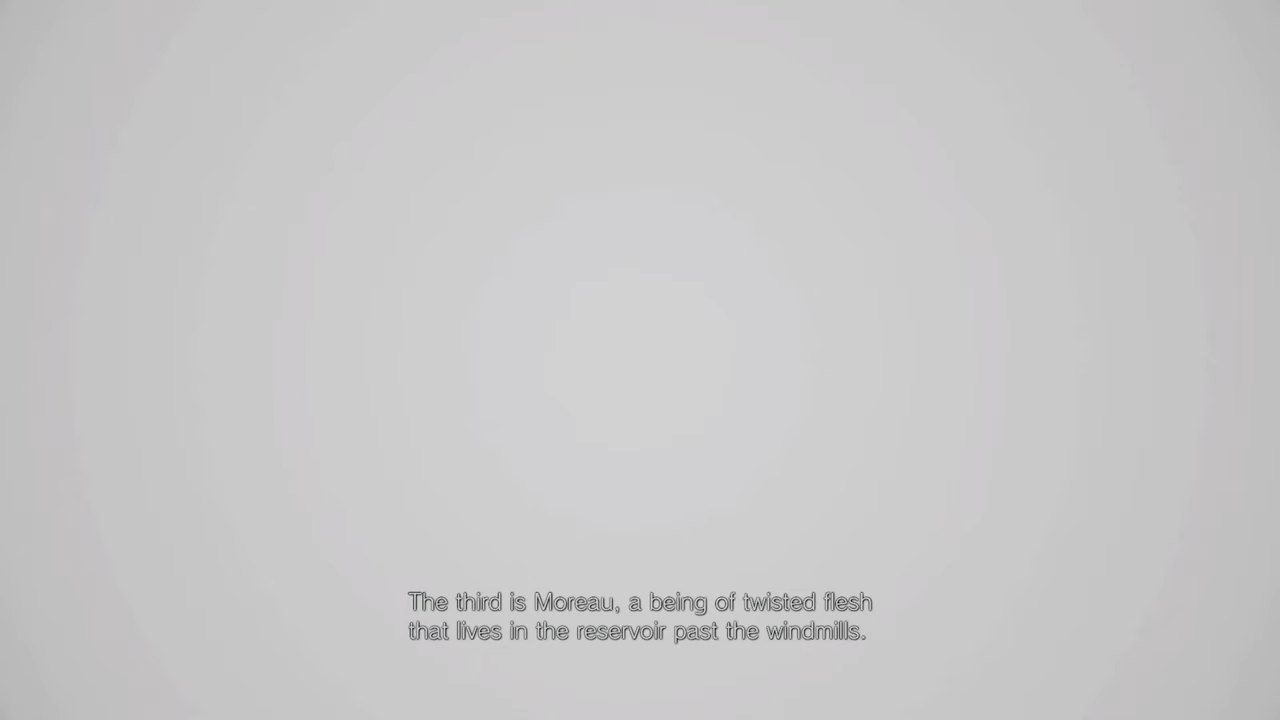 The third is Moreau, a being of twisted flesh
that lives in the reservoir past the windmills.